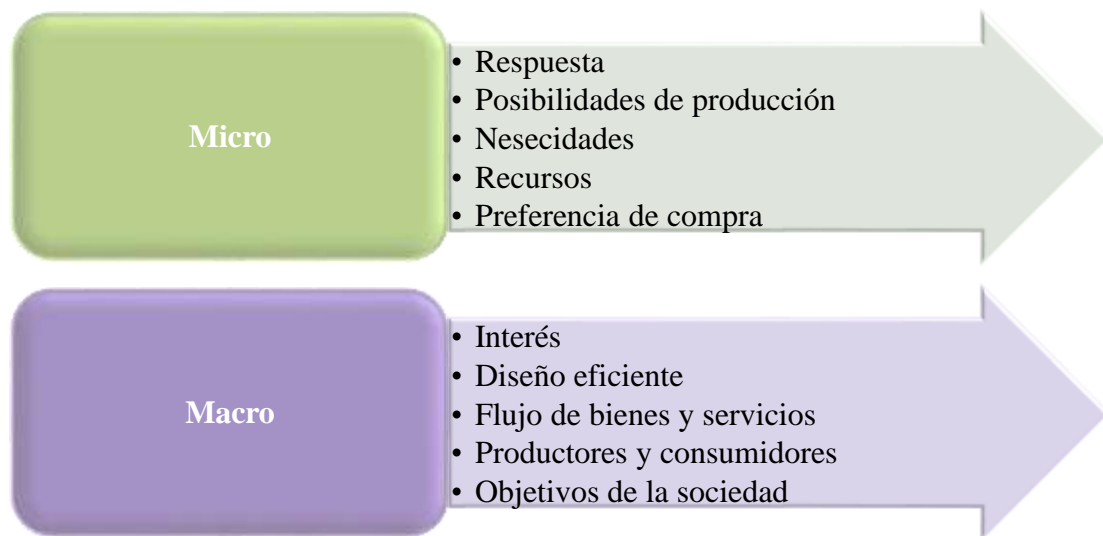 Micro
• Respuesta
• Posibilidades de producción
• Nesecidades
• Recursos
• Preferencia de compra
Macro
• Interés
• Diseño eficiente
• Flujo de bienes y servicios
• Productores y consumidores
• Objetivos de la sociedad